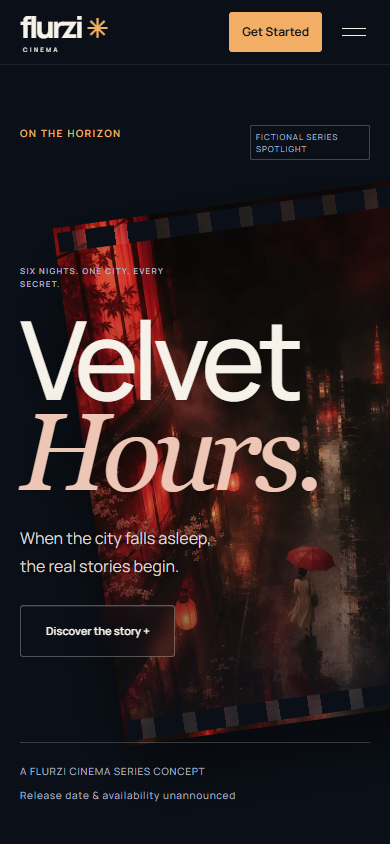 flurzi
CINEMA
Get Started
ON THE HORIZON
FICTIONAL SERIES
SPOTLIGHT
SIX NIGHTS. ONE CITY. EVERY
SECRET.
Velvet
Hours.
When the city falls asleep,
the real stories begin.
Discover the story +
A FLURZI CINEMA SERIES CONCEPT
Release date & availability unannounced